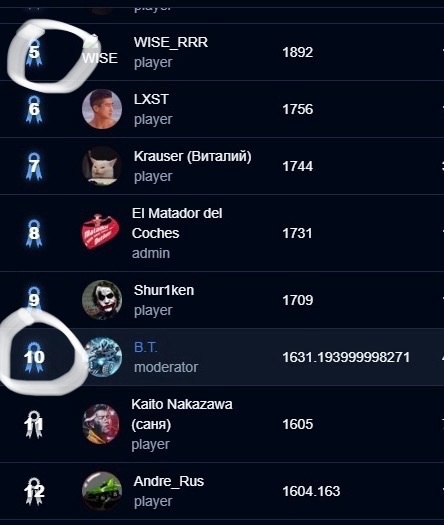 player
5
WISE
WISE_RRR
1892
player
6
LXST
1756
player
7
Krauser (Виталий)
1744
player
8
El Matador del
Coches
1731
admin
9
Shur1ken
1709
player
10
B.T.
1631.193999998271
moderator
11
Kaito Nakazawa
(саня)
1605
player
12
Andre_Rus
1604.163
player